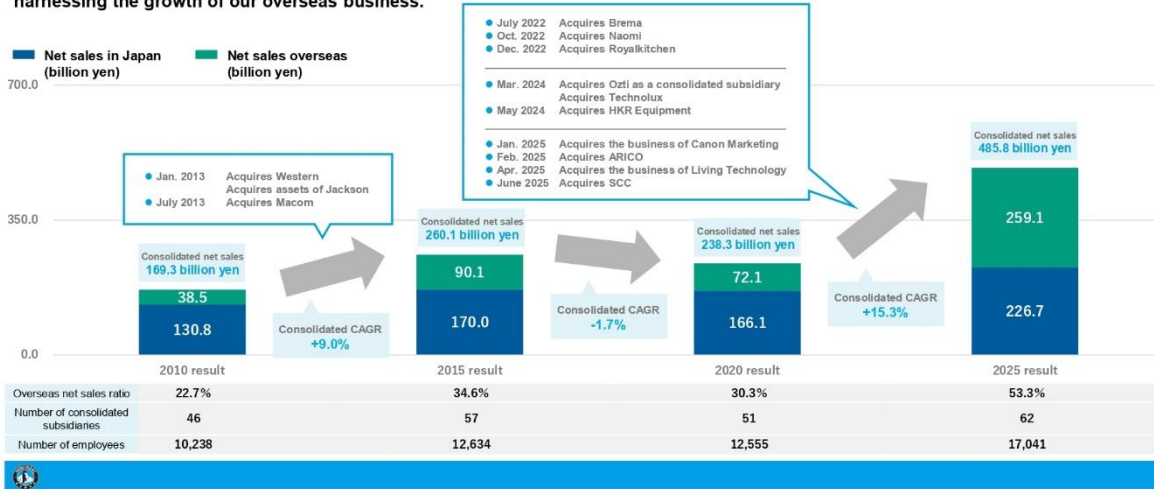 harnessing the growth of our overseas business.
Net sales in Japan
(billion yen)
Net sales overseas
(billion yen)
700.0
350.0
0.0
Jan. 2013 Acquires Western
Acquires assets of Jackson
July 2013 Acquires Macom
July 2022 Acquires Brema
Oct. 2022 Acquires Naomi
Dec. 2022 Acquires Royalkitchen
Mar. 2024 Acquires Ozti as a consolidated subsidiary
Acquires Technolux
May 2024 Acquires HKR Equipment
Jan. 2025 Acquires the business of Canon Marketing
Feb. 2025 Acquires ARICO
Apr. 2025 Acquires the business of Living Technology
June 2025 Acquires SCC
Consolidated net sales
169.3 billion yen
38.5
130.8
Consolidated CAGR
+9.0%
Consolidated net sales
260.1 billion yen
90.1
170.0
Consolidated CAGR
-1.7%
Consolidated net sales
238.3 billion yen
72.1
166.1
Consolidated CAGR
+15.3%
Consolidated net sales
485.8 billion yen
259.1
226.7
2010 result 2015 result 2020 result 2025 result
Overseas net sales ratio 22.7% 34.6% 30.3% 53.3%
Number of consolidated
subsidiaries 46 57 51 62
Number of employees 10,238 12,634 12,555 17,041